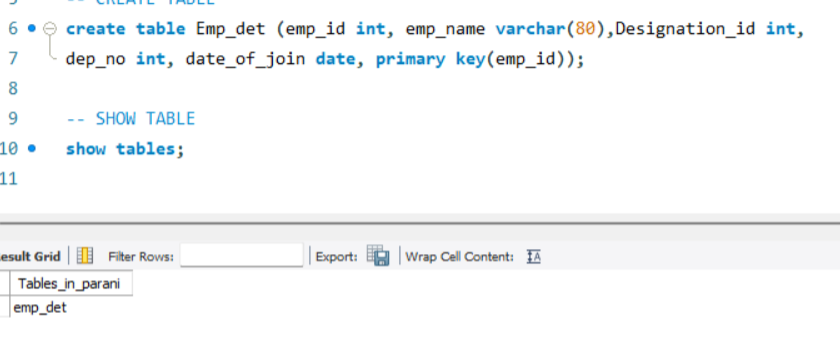 5 -- CREATE TABLE
6 create table Emp_det (emp_id int, emp_name varchar(80),Designation_id int,
7 dep_no int, date_of_join date, primary key(emp_id));
8
9 -- SHOW TABLE
10 show tables;
11
esult Grid Filter Rows: Export: Wrap Cell Content: IA
Tables_in_parani
emp_det